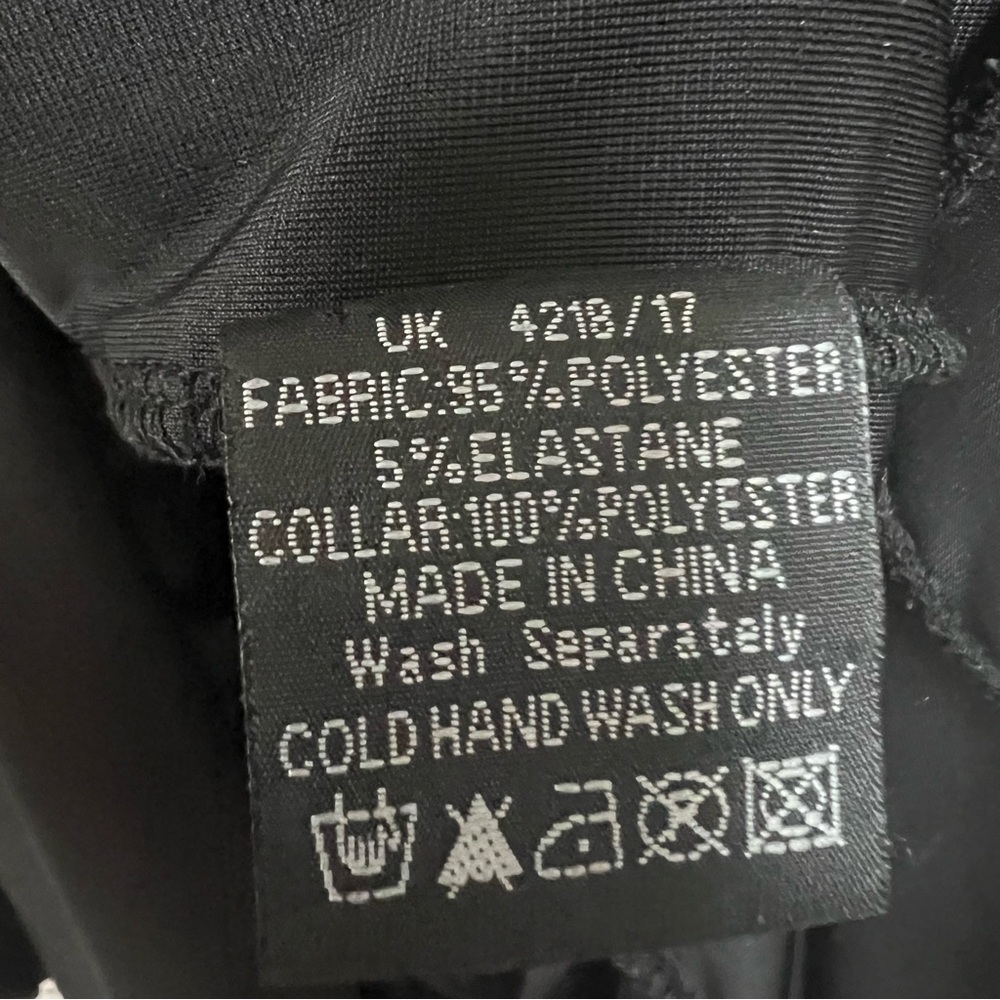 UK 4218/17
FABRIC:95%POLYESTER
5%ELASTANE
COLLAR:100%POLYESTER
MADE IN CHINA
Wash Separately
COLD HAND WASH ONLY